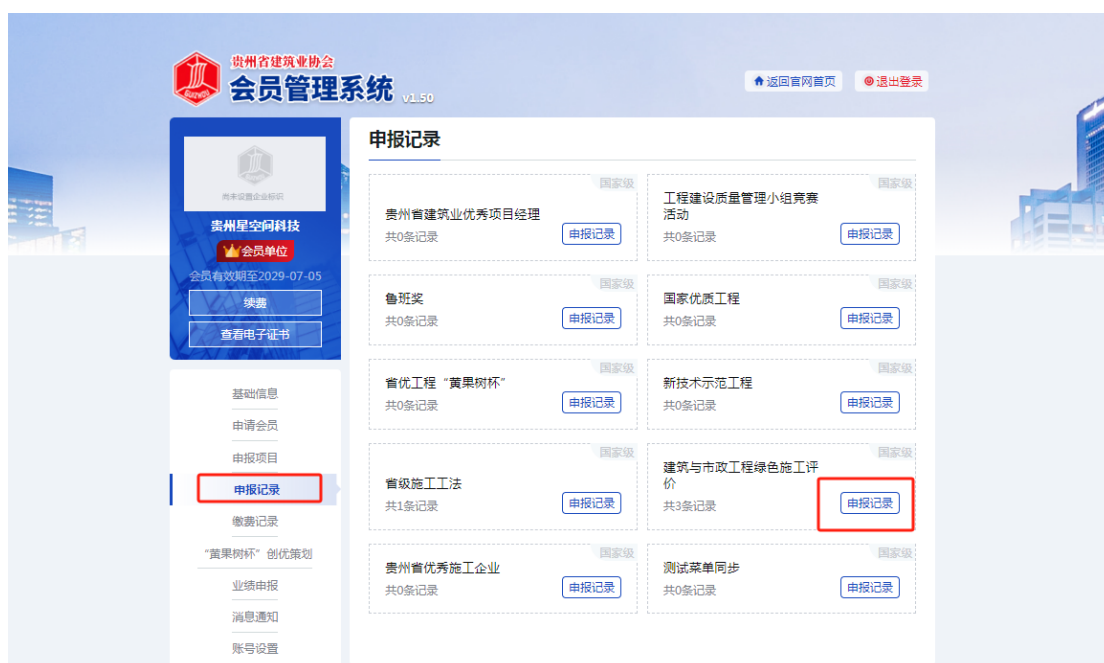 贵州省建筑业协会
会员管理系统 v1.50
返回官网首页
退出登录
尚未设置企业标识
贵州星空间科技
会员单位
会员有效期至2029-07-05
续费
查看电子证书
基础信息
申请会员
申报项目
申报记录
缴费记录
“黄果树杯”创优策划
业绩申报
消息通知
账号设置
申报记录
国家级
贵州省建筑业优秀项目经理
共0条记录
申报记录
国家级
工程建设质量管理小组竞赛
活动
共0条记录
申报记录
国家级
鲁班奖
共0条记录
申报记录
国家级
国家优质工程
共0条记录
申报记录
国家级
省优工程“黄果树杯”
共0条记录
申报记录
国家级
新技术示范工程
共0条记录
申报记录
国家级
省级施工工法
共1条记录
申报记录
国家级
建筑与市政工程绿色施工评
价
共3条记录
申报记录
国家级
贵州省优秀施工企业
共0条记录
申报记录
国家级
测试菜单同步
共0条记录
申报记录